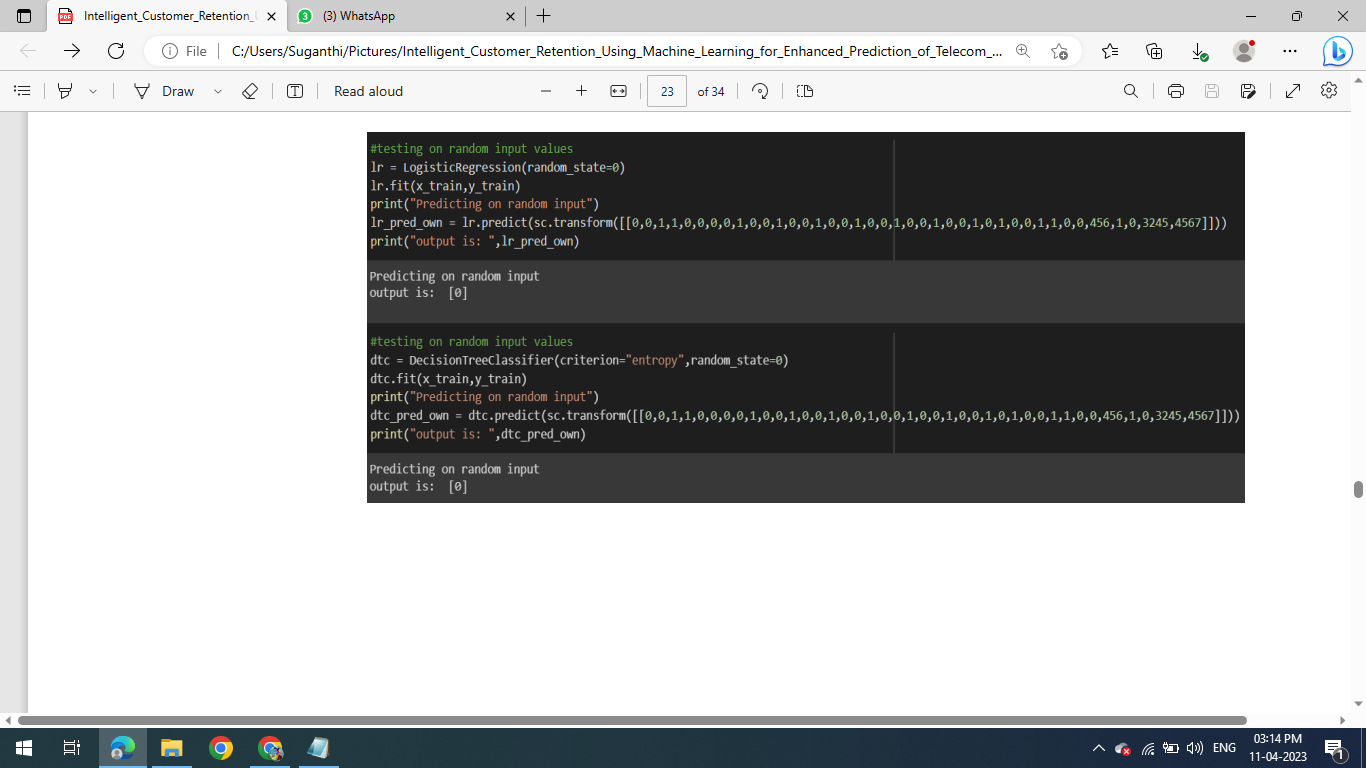 Intelligent_Customer_Retention_U
(3) WhatsApp
File
C:/Users/Suganthi/Pictures/Intelligent_Customer_Retention_Using_Machine_Learning_for_Enhanced_Prediction_of_Telecom_...
Draw
Read aloud
23 of 34
#testing on random input values
lr = LogisticRegression(random_state=0)
lr.fit(x_train,y_train)
print("Predicting on random input")
lr_pred_own = lr.predict(sc.transform([[0,0,1,1,0,0,0,0,1,0,0,1,0,0,1,0,0,1,0,0,1,0,0,1,0,0,1,0,1,0,0,1,1,0,0,456,1,0,3245,4567]]))
print("output is: ",lr_pred_own)
Predicting on random input
output is:  [0]
#testing on random input values
dtc = DecisionTreeClassifier(criterion="entropy",random_state=0)
dtc.fit(x_train,y_train)
print("Predicting on random input")
dtc_pred_own = dtc.predict(sc.transform([[0,0,1,1,0,0,0,0,1,0,0,1,0,0,1,0,0,1,0,0,1,0,0,1,0,0,1,0,1,0,0,1,1,0,0,456,1,0,3245,4567]]))
print("output is: ",dtc_pred_own)
Predicting on random input
output is:  [0]
03:14 PM
ENG
11-04-2023
1